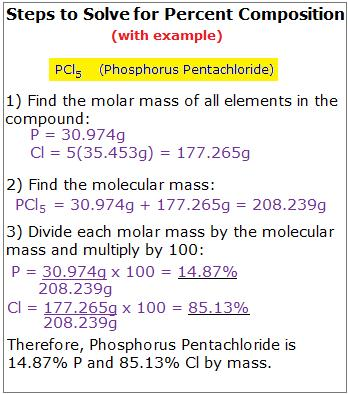 Steps to Solve for Percent Composition
(with example)
PCl₅ (Phosphorus Pentachloride)
1) Find the molar mass of all elements in the
compound:
P = 30.974g
Cl = 5(35.453g) = 177.265g
2) Find the molecular mass:
PCl₅ = 30.974g + 177.265g = 208.239g
3) Divide each molar mass by the molecular
mass and multiply by 100:
P = 30.974g x 100 = 14.87%
208.239g
Cl = 177.265g x 100 = 85.13%
208.239g
Therefore, Phosphorus Pentachloride is
14.87% P and 85.13% Cl by mass.